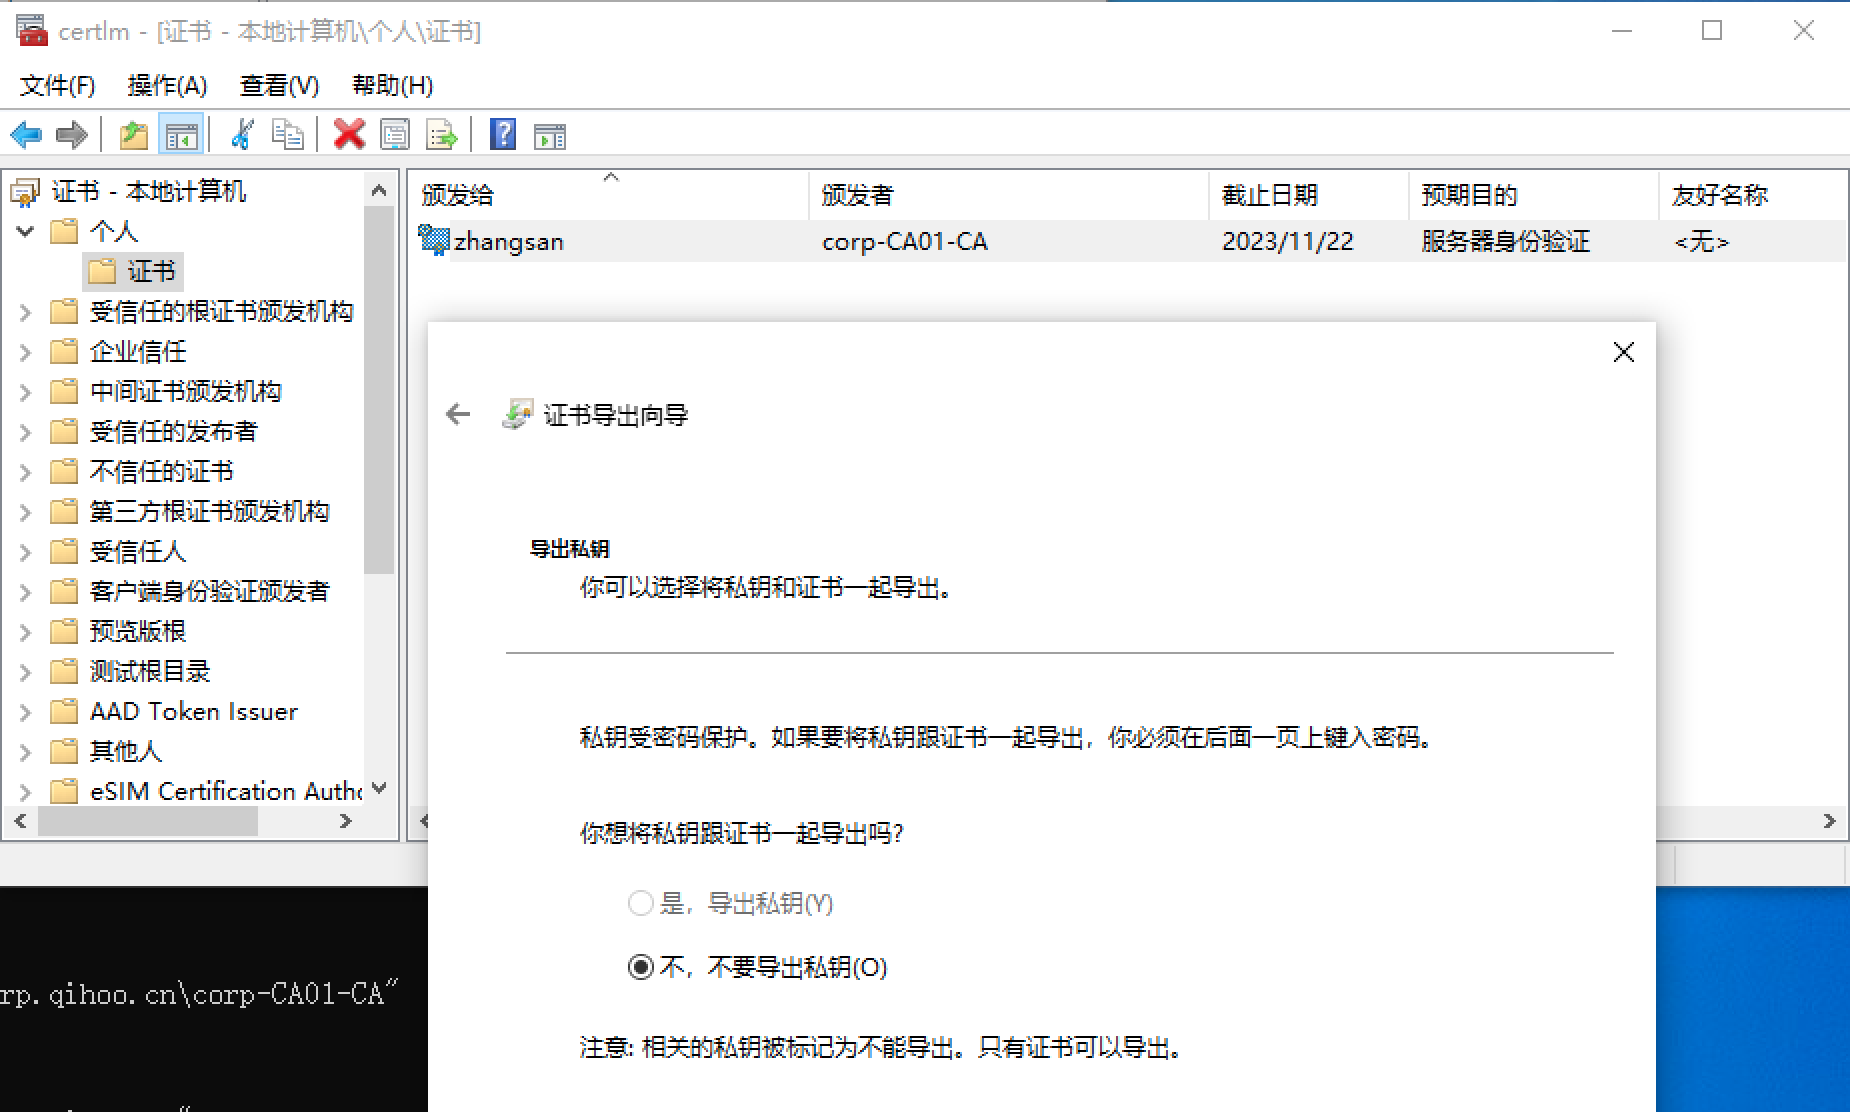 certlm - [证书 - 本地计算机\个人\证书]
文件(F) 操作(A) 查看(V) 帮助(H)
证书 - 本地计算机
个人
证书
受信任的根证书颁发机构
企业信任
中间证书颁发机构
受信任的发布者
不信任的证书
第三方根证书颁发机构
受信任人
客户端身份验证颁发者
预览版根
测试根目录
AAD Token Issuer
其他人
eSIM Certification Autho
颁发给 颁发者 截止日期 预期目的 友好名称
zhangsan corp-CA01-CA 2023/11/22 服务器身份验证 <无>
证书导出向导
导出私钥
你可以选择将私钥和证书一起导出。
私钥受密码保护。如果要将私钥跟证书一起导出，你必须在后面一页上键入密码。
你想将私钥跟证书一起导出吗?
是，导出私钥(Y)
不，不要导出私钥(O)
注意: 相关的私钥被标记为不能导出。只有证书可以导出。
rp.qihoo.cn\corp-CA01-CA"